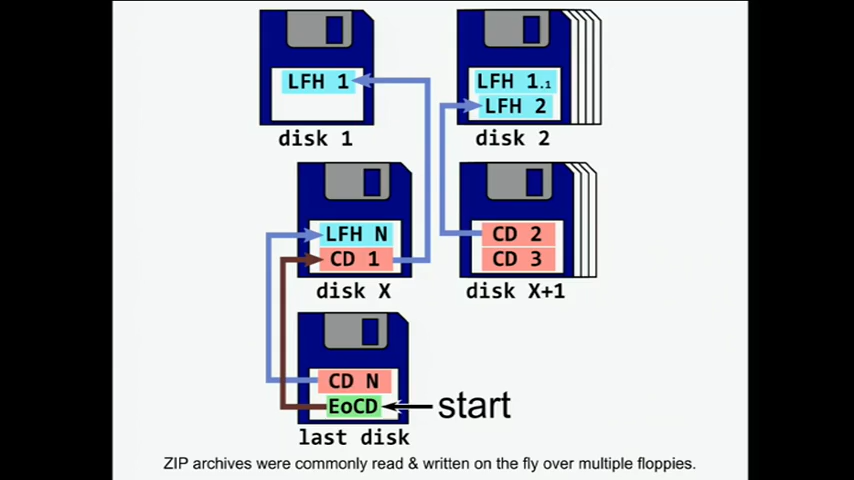 LFH 1
disk 1
LFH 1.1
LFH 2
disk 2
LFH N
CD 1
disk X
CD 2
CD 3
disk X+1
CD N
EoCD
start
last disk
ZIP archives were commonly read & written on the fly over multiple floppies.